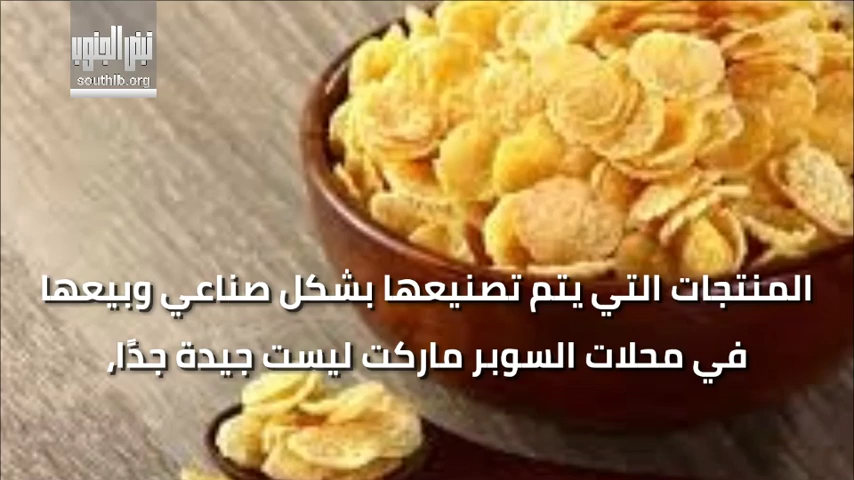 نبض الجنوب
southlb.org
المنتجات التي يتم تصنيعها بشكل صناعي وبيعها
في محلات السوبر ماركت ليست جيدة جدًا,